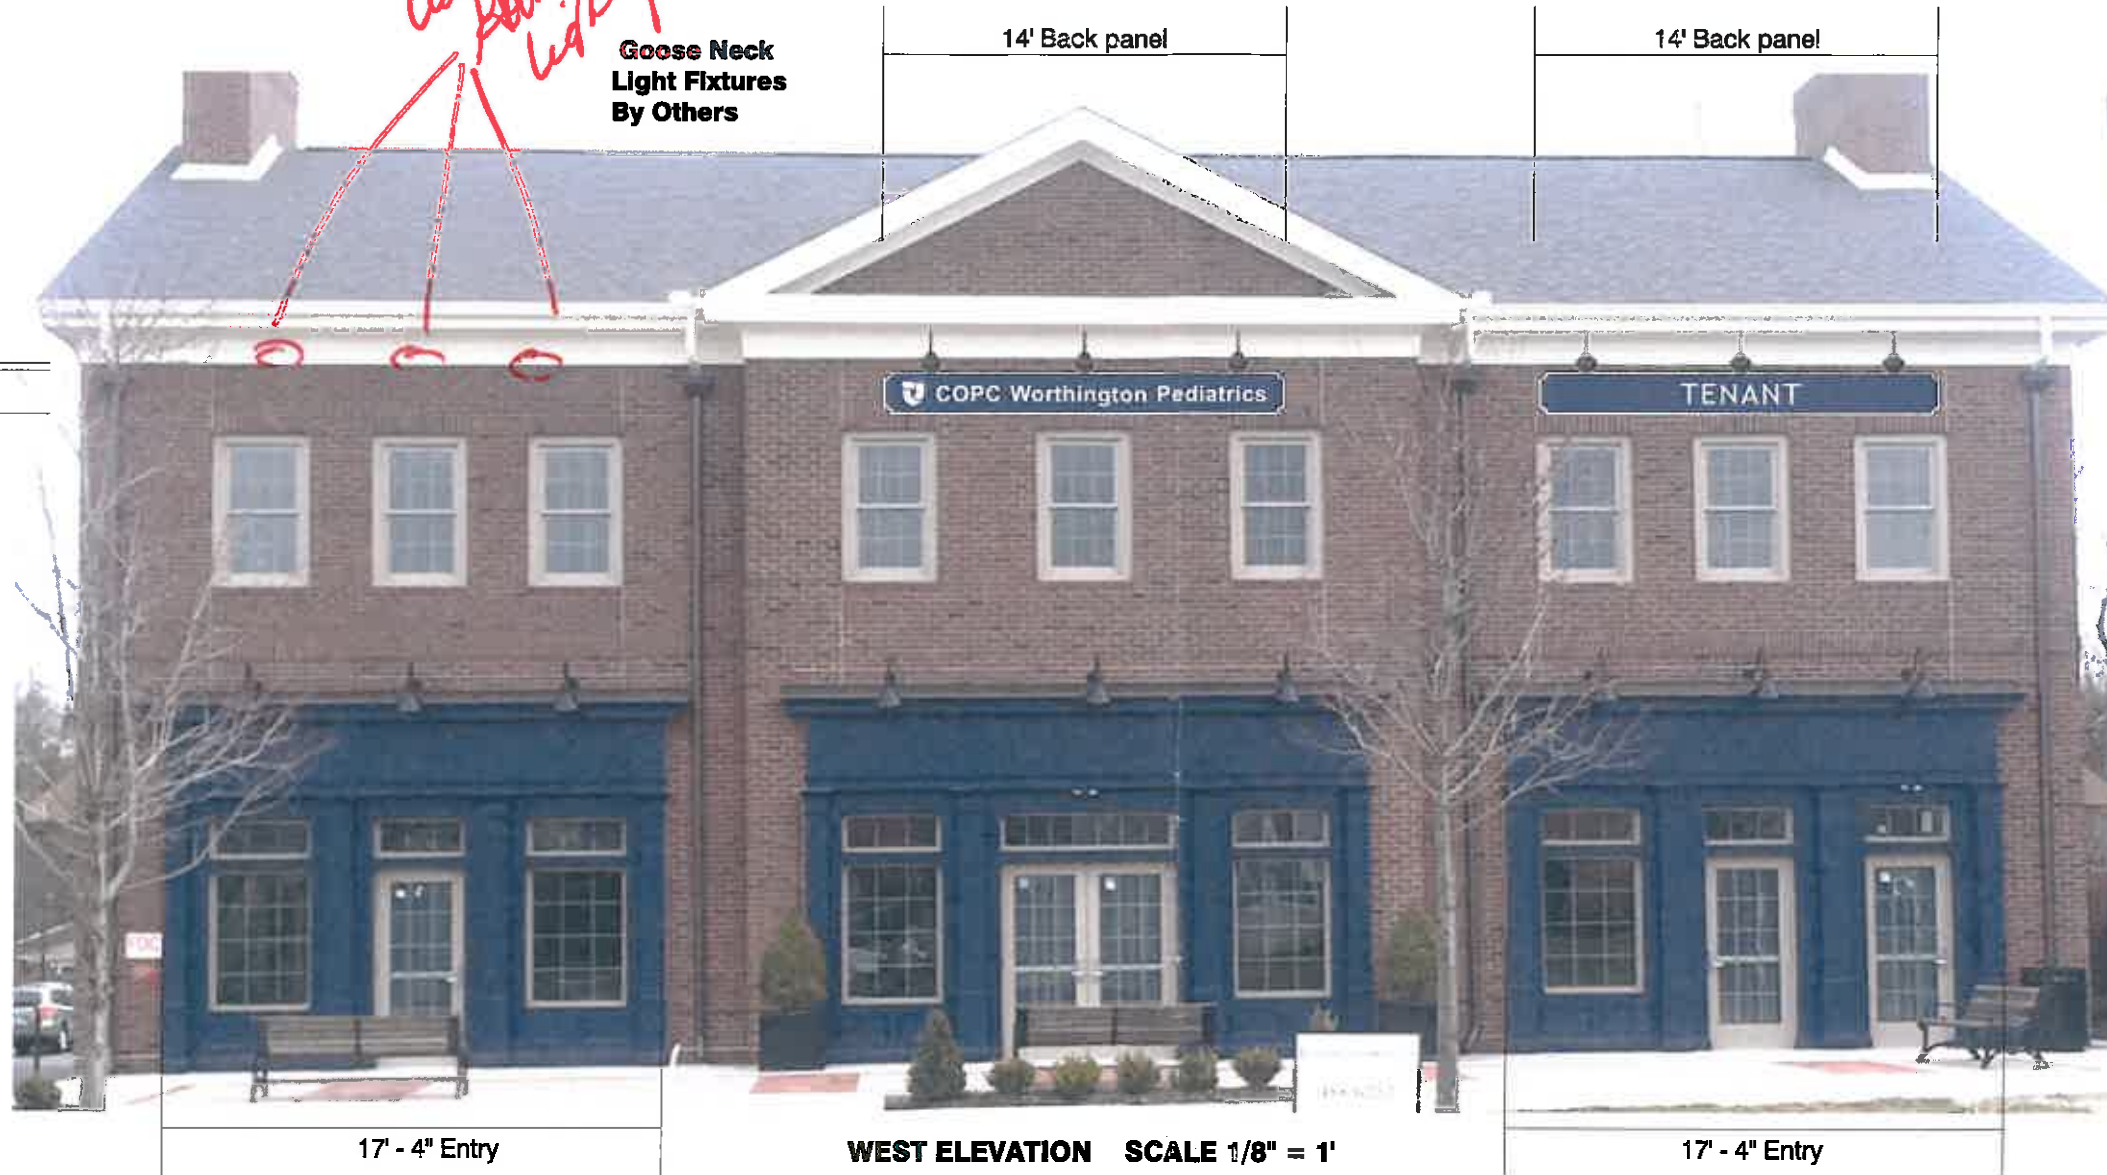 Goose Neck
Light Fixtures
By Others
14' Back panel
14' Back panel
COPC Worthington Pediatrics
TENANT
FDC
17' - 4" Entry
WEST ELEVATION SCALE 1/8" = 1'
17' - 4" Entry